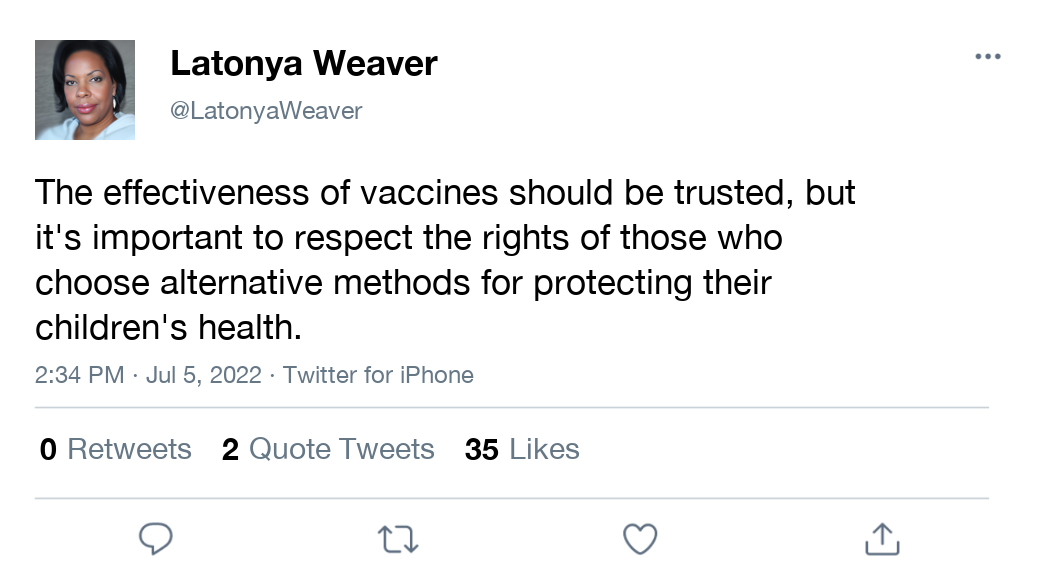 Latonya Weaver
@LatonyaWeaver
The effectiveness of vaccines should be trusted, but
it's important to respect the rights of those who
choose alternative methods for protecting their
children's health.
2:34 PM · Jul 5, 2022 · Twitter for iPhone
0 Retweets 2 Quote Tweets 35 Likes